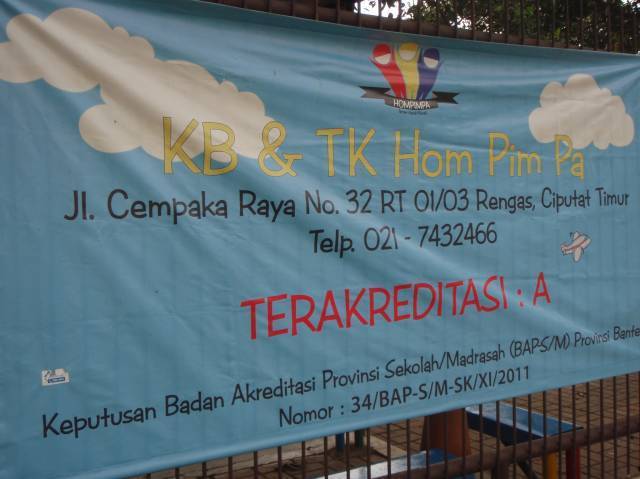 HOMPIMPA
KB & TK Hom Pim Pa
Jl. Cempaka Raya No. 32 RT 01/03 Rengas, Ciputat Timur
Telp. 021 - 7432466
TERAKREDITASI : A
Keputusan Badan Akreditasi Provinsi Sekolah/Madrasah (BAP-S/M) Provinsi Bante
Nomor : 34/BAP-S/M-SK/XI/2011